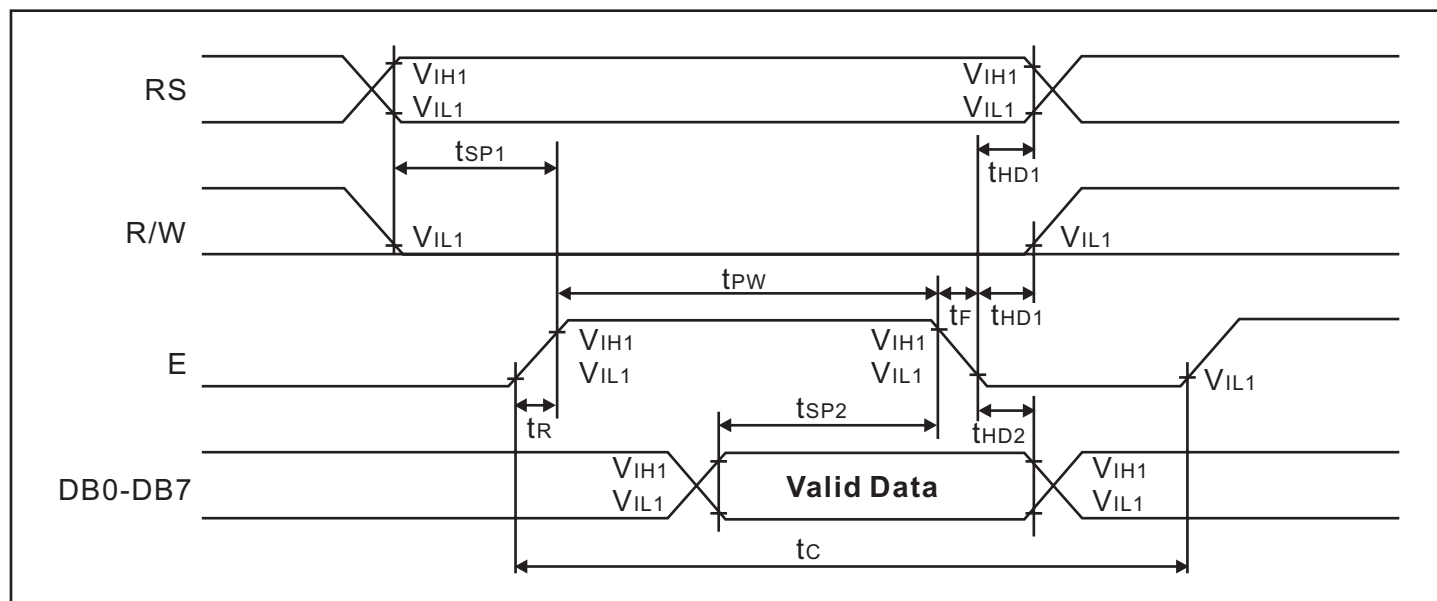 RS
VIH1
VIL1
VIH1
VIL1
tSP1
tHD1
R/W
VIL1
VIL1
tPW
tF
tHD1
E
VIH1
VIL1
VIH1
VIL1
VIL1
tR
tSP2
tHD2
DB0-DB7
VIH1
VIL1
Valid Data
VIH1
VIL1
tC